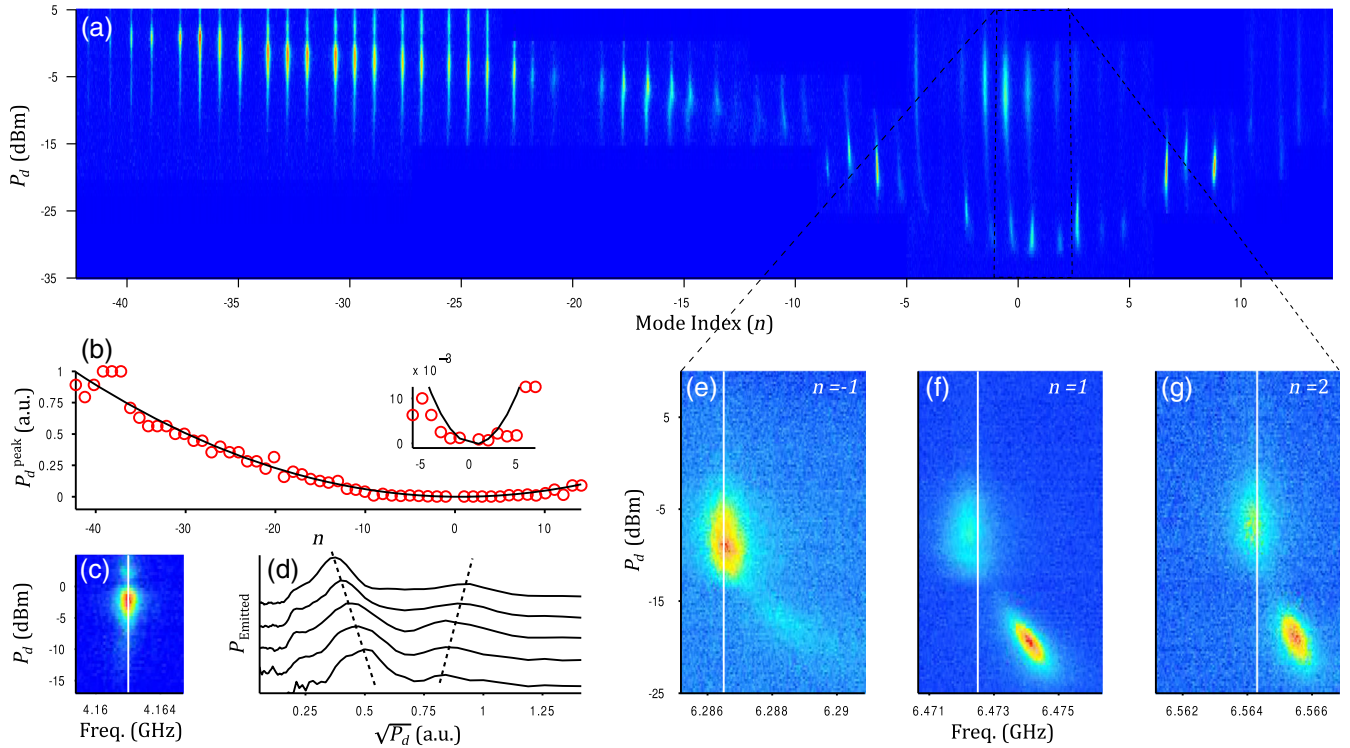 (a)
P_d (dBm)
5
-5
-15
-25
-35
-40 -35 -30 -25 -20 -15 -10 -5 0 5 10
Mode Index (n)
(b)
P_d^peak (a.u.)
1
0.75
0.5
0.25
0
-40 -30 -20 -10 0 10
n
x 10^-3
10
0
-5 0 5
(c)
P_d (dBm)
0
-5
-10
-15
4.16 4.164
Freq. (GHz)
(d)
P_Emitted
0.25 0.5 0.75 1 1.25
√P_d (a.u.)
(e) n=-1
P_d (dBm)
5
-5
-15
-25
6.286 6.288 6.29
(f) n=1
6.471 6.473 6.475
Freq. (GHz)
(g) n=2
6.562 6.564 6.566